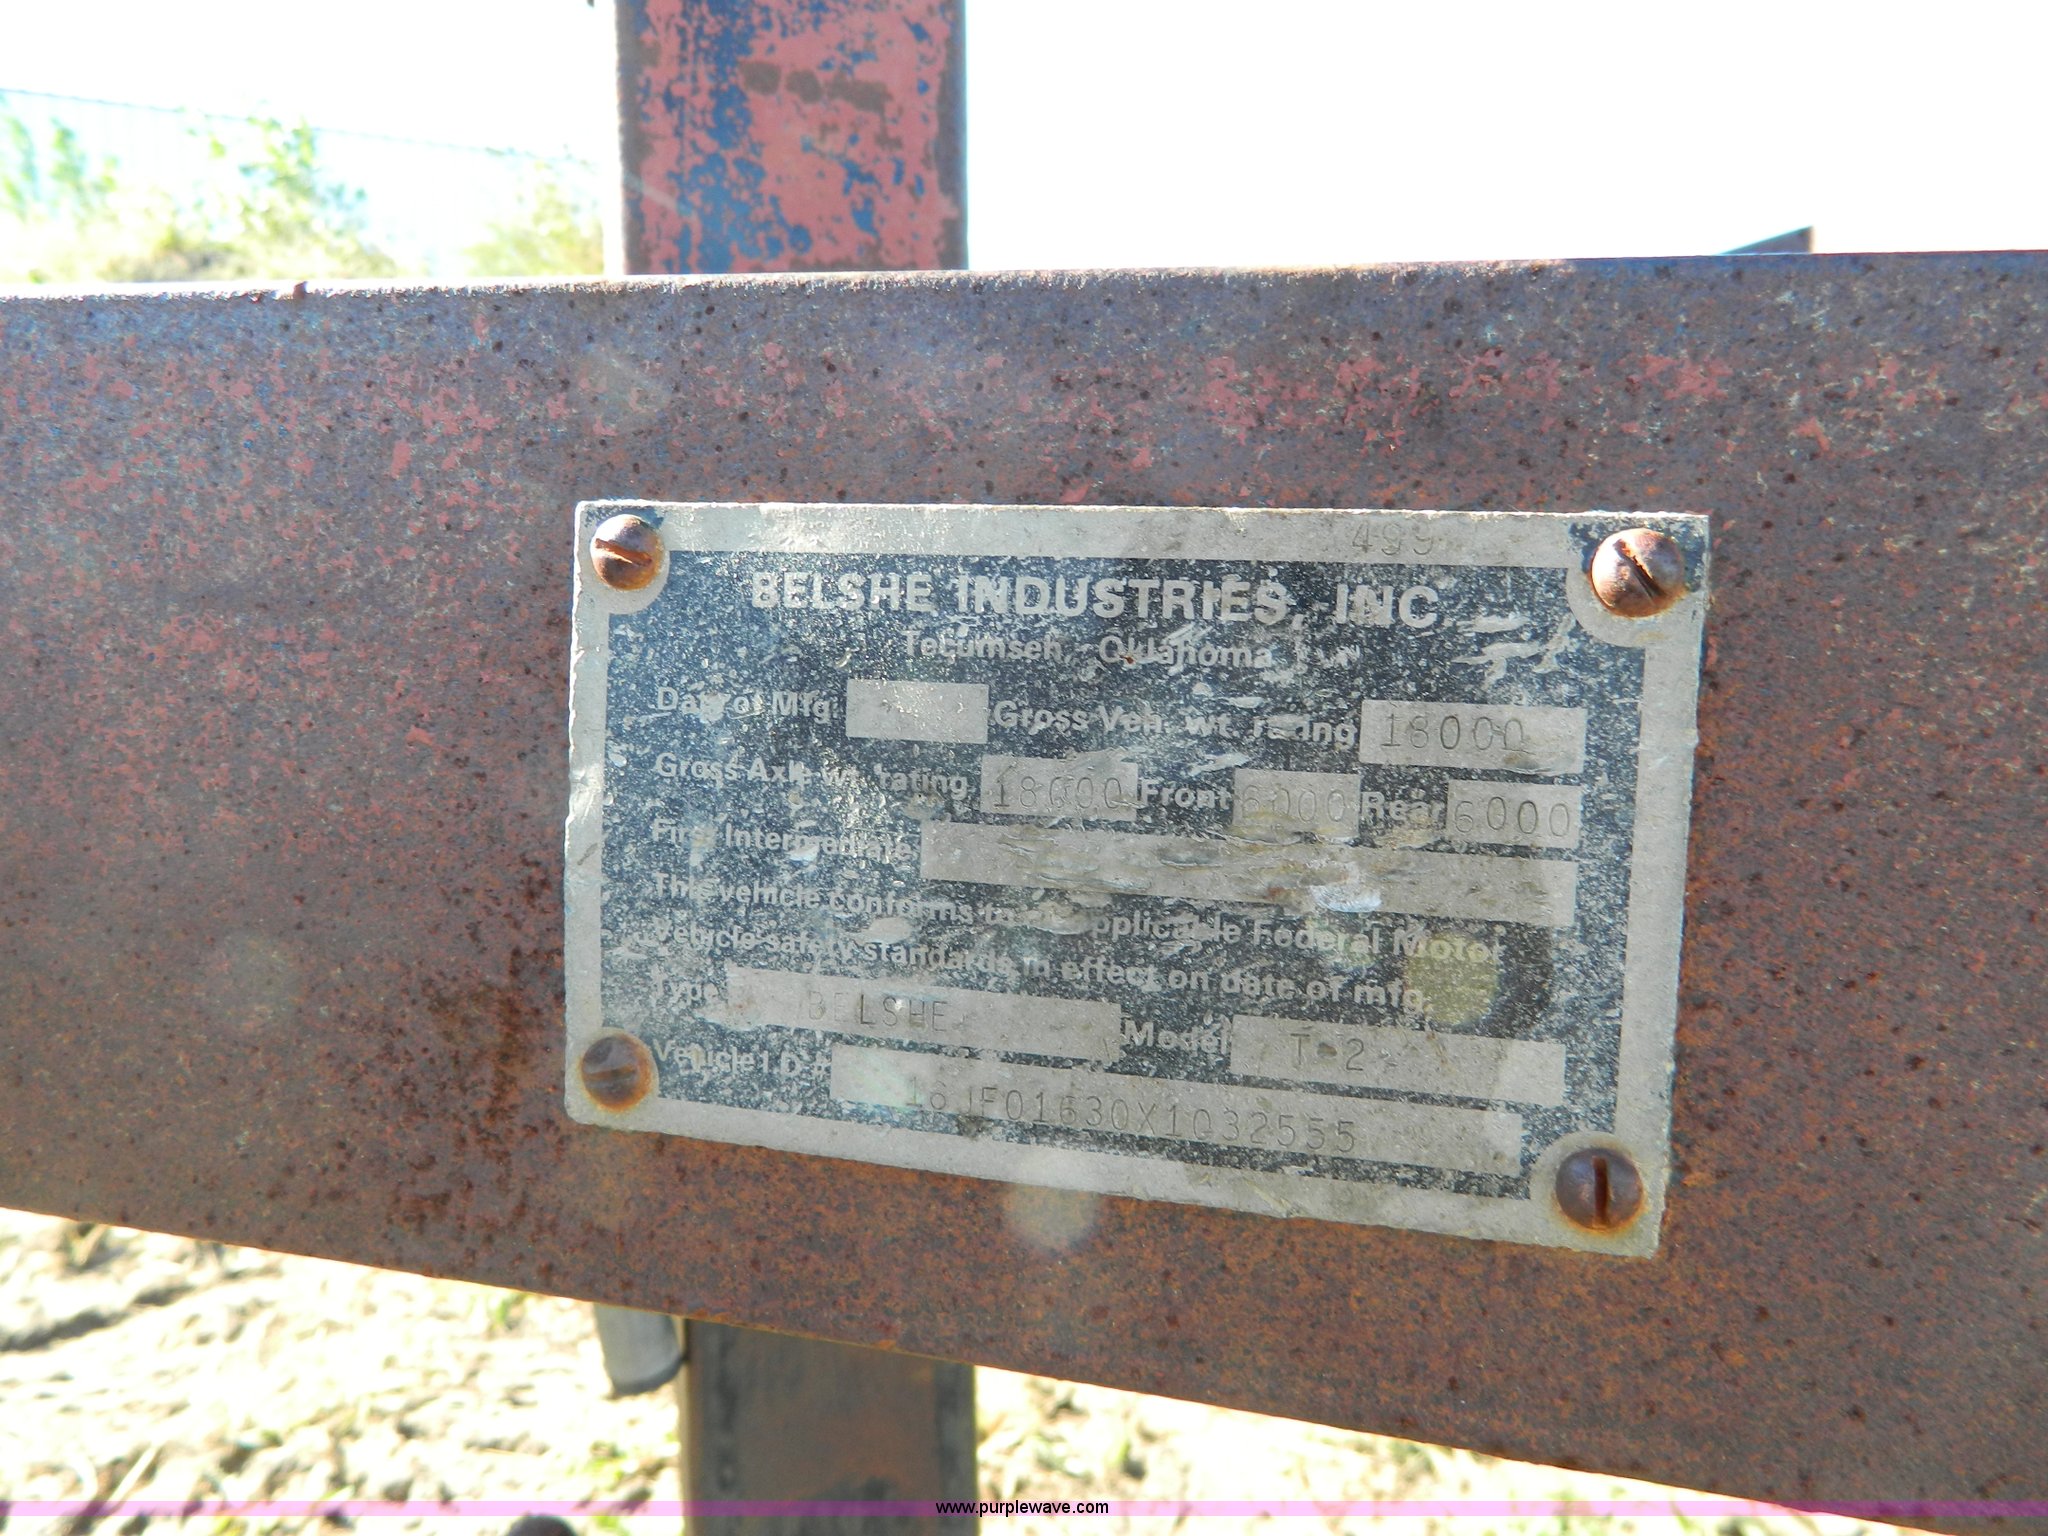 499
BELSHE INDUSTRIES, INC.
Tecumseh, Oklahoma
Date of Mfg. Gross Veh. wt. rating 18000
Gross Axle wt. rating 18000 Front 6000 Rear 6000
First Intermediate
This vehicle conforms to all applicable Federal Motor
Vehicle safety standards in effect on date of mfg.
Type BELSHE Model T-2
Vehicle I.D.# 16JF01630X1032555
www.purplewave.com